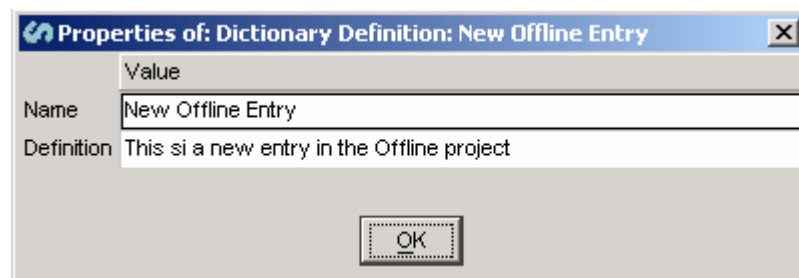 Properties of: Dictionary Definition: New Offline Entry
Value
Name New Offline Entry
Definition This si a new entry in the Offline project
OK